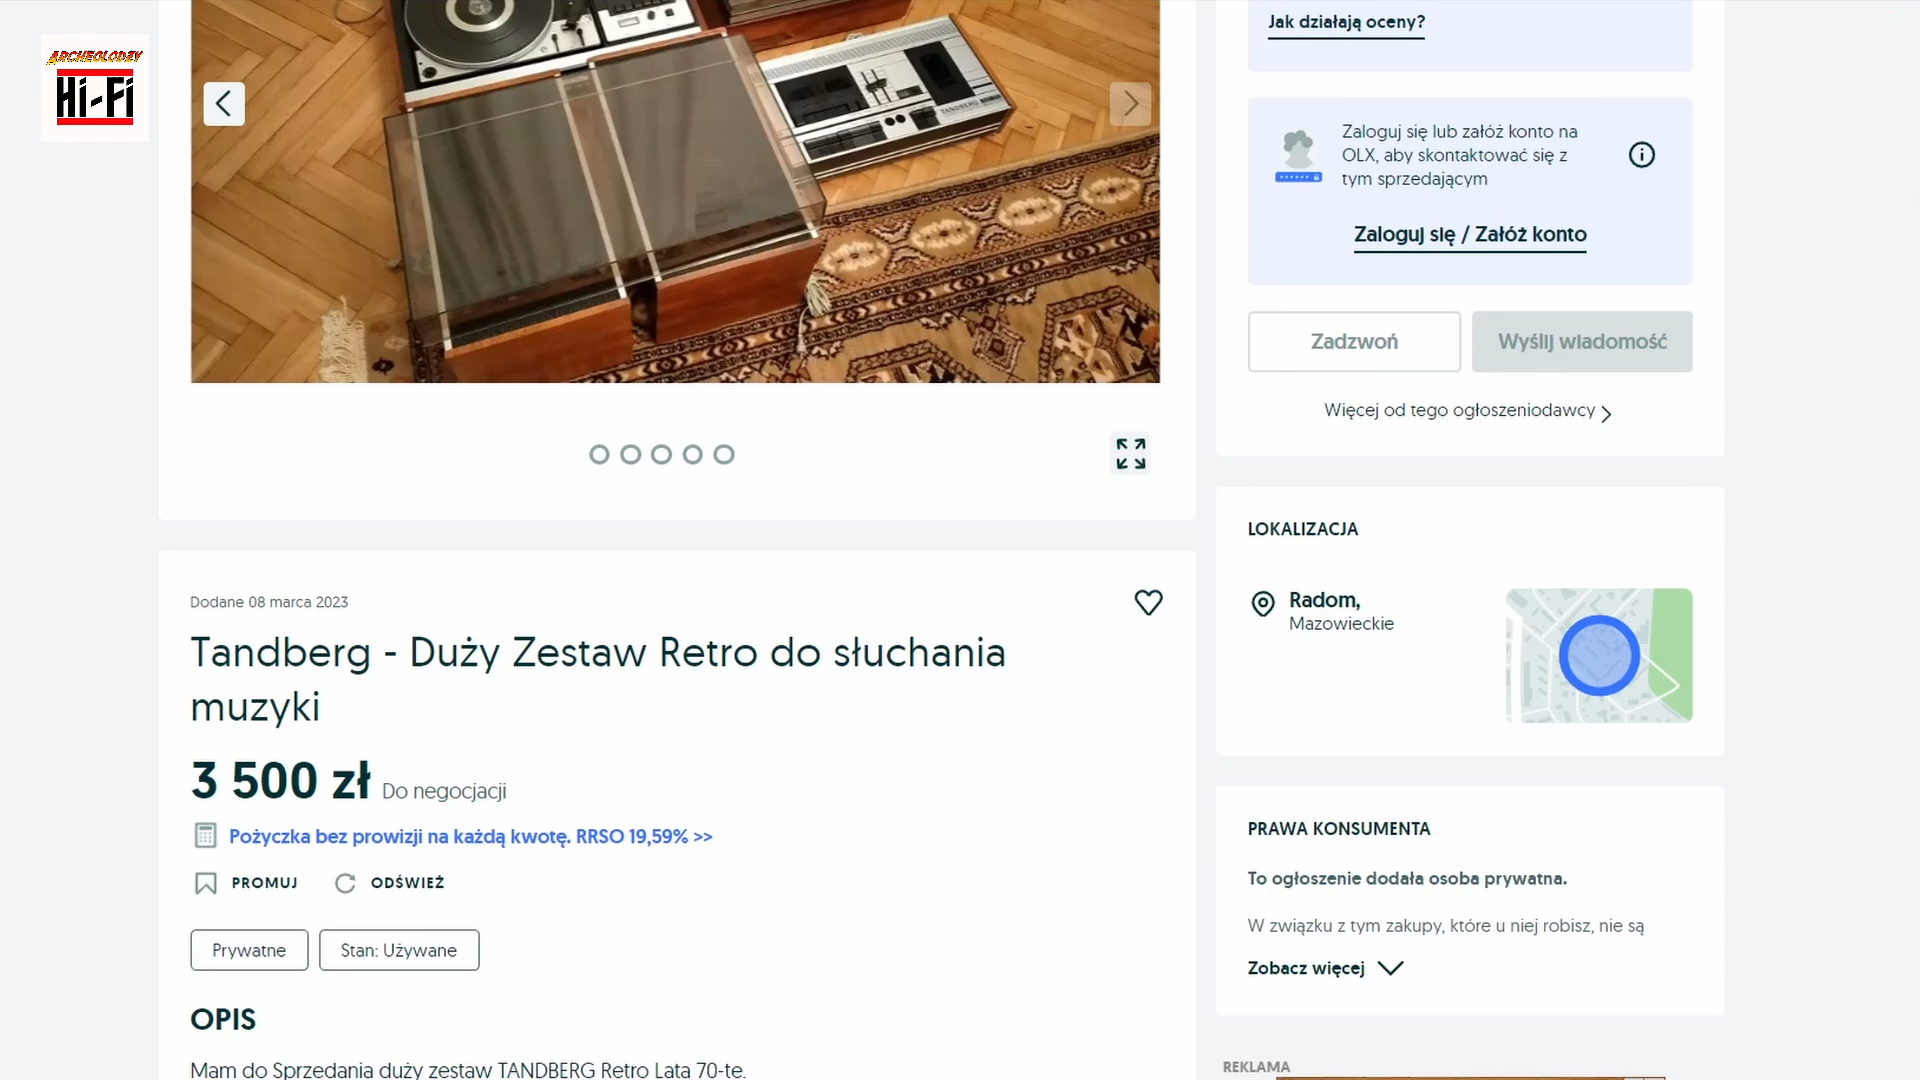 ARCHEOLODZY
Hi-Fi
TANDBERG
Jak działają oceny?
Zaloguj się lub załóż konto na
OLX, aby skontaktować się z
tym sprzedającym
Zaloguj się / Załóż konto
Zadzwoń
Wyślij wiadomość
Więcej od tego ogłoszeniodawcy
LOKALIZACJA
Radom,
Mazowieckie
Dodane 08 marca 2023
Tandberg - Duży Zestaw Retro do słuchania
muzyki
3 500 zł Do negocjacji
Pożyczka bez prowizji na każdą kwotę. RRSO 19,59% >>
PROMUJ
ODŚWIEŻ
Prywatne
Stan: Używane
OPIS
Mam do Sprzedania duży zestaw TANDBERG Retro Lata 70-te.
PRAWA KONSUMENTA
To ogłoszenie dodała osoba prywatna.
W związku z tym zakupy, które u niej robisz, nie są
Zobacz więcej
REKLAMA